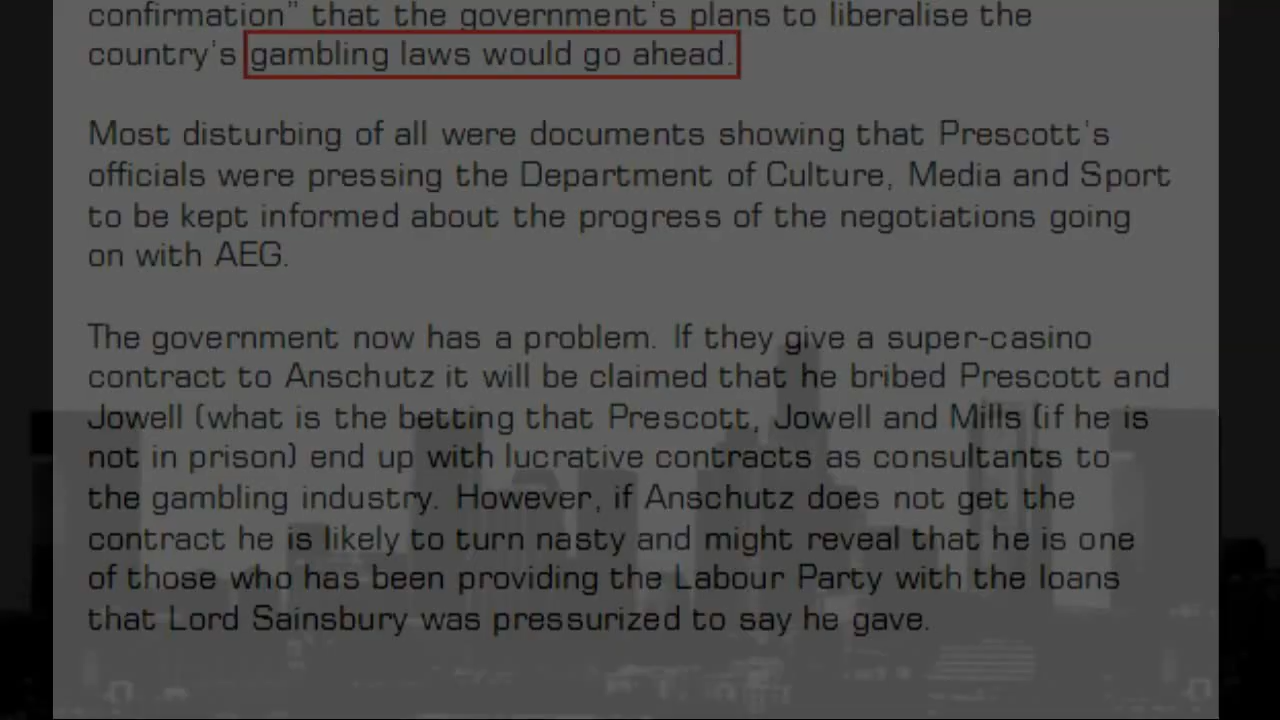 confirmation" that the government's plans to liberalise the
country's gambling laws would go ahead.
Most disturbing of all were documents showing that Prescott's
officials were pressing the Department of Culture, Media and Sport
to be kept informed about the progress of the negotiations going
on with AEG.
The government now has a problem. If they give a super-casino
contract to Anschutz it will be claimed that he bribed Prescott and
Jowell (what is the betting that Prescott, Jowell and Mills (if he is
not in prison) end up with lucrative contracts as consultants to
the gambling industry. However, if Anschutz does not get the
contract he is likely to turn nasty and might reveal that he is one
of those who has been providing the Labour Party with the loans
that Lord Sainsbury was pressurized to say he gave.